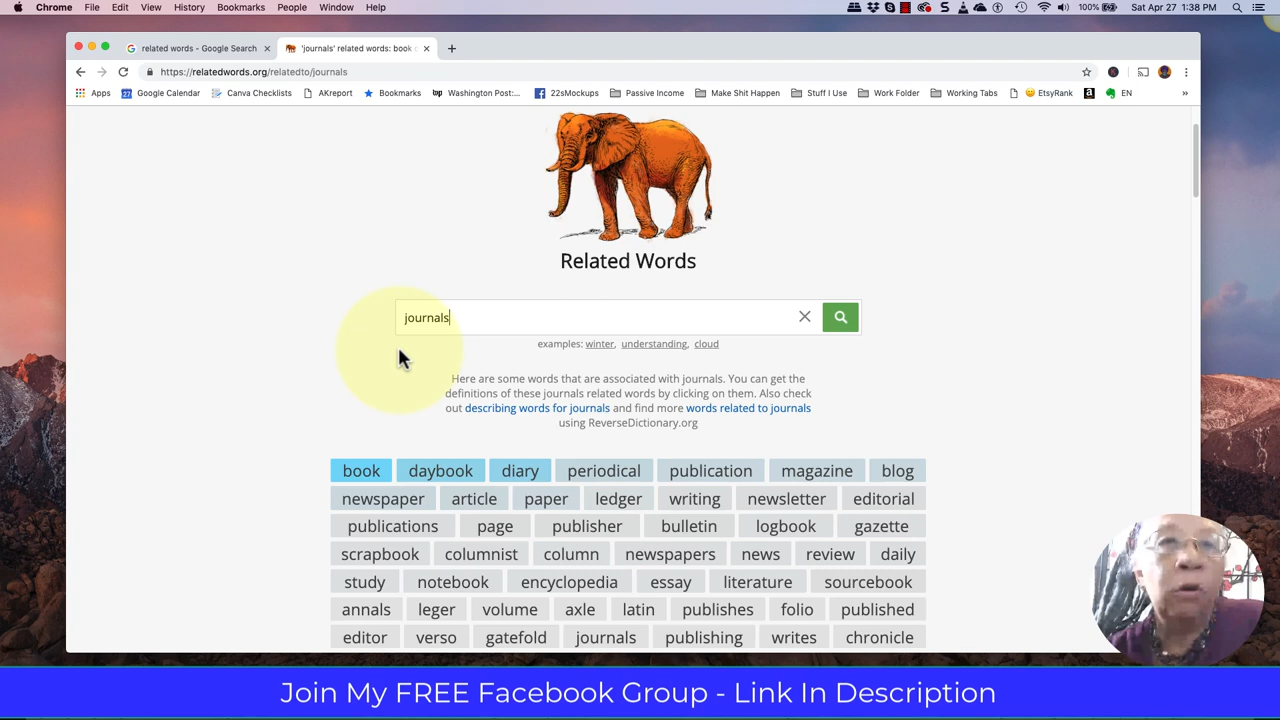 Chrome File Edit View History Bookmarks People Window Help 100% Sat Apr 27 1:38 PM
related words - Google Search 'journals' related words: book
https://relatedwords.org/relatedto/journals
Apps Google Calendar Canva Checklists AKreport Bookmarks Washington Post:... 22sMockups Passive Income Make Shit Happen Stuff I Use Work Folder Working Tabs EtsyRank EN »
Related Words
journals
examples: winter, understanding, cloud
Here are some words that are associated with journals. You can get the
definitions of these journals related words by clicking on them. Also check
out describing words for journals and find more words related to journals
using ReverseDictionary.org
book daybook diary periodical publication magazine blog
newspaper article paper ledger writing newsletter editorial
publications page publisher bulletin logbook gazette
scrapbook columnist column newspapers news review daily
study notebook encyclopedia essay literature sourcebook
annals leger volume axle latin publishes folio published
editor verso gatefold journals publishing writes chronicle
Join My FREE Facebook Group - Link In Description